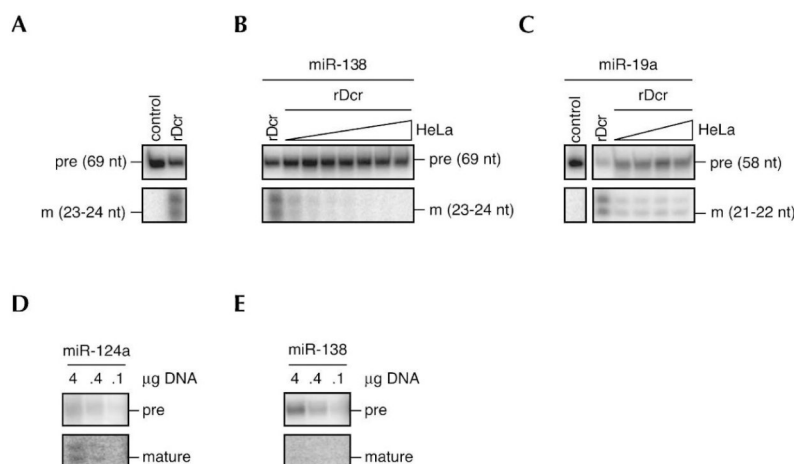 A
control
rDcr
pre (69 nt)
m (23-24 nt)
B
miR-138
rDcr
rDcr
HeLa
pre (69 nt)
m (23-24 nt)
C
miR-19a
rDcr
control
rDcr
HeLa
pre (58 nt)
m (21-22 nt)
D
miR-124a
4 .4 .1 µg DNA
pre
mature
E
miR-138
4 .4 .1 µg DNA
pre
mature